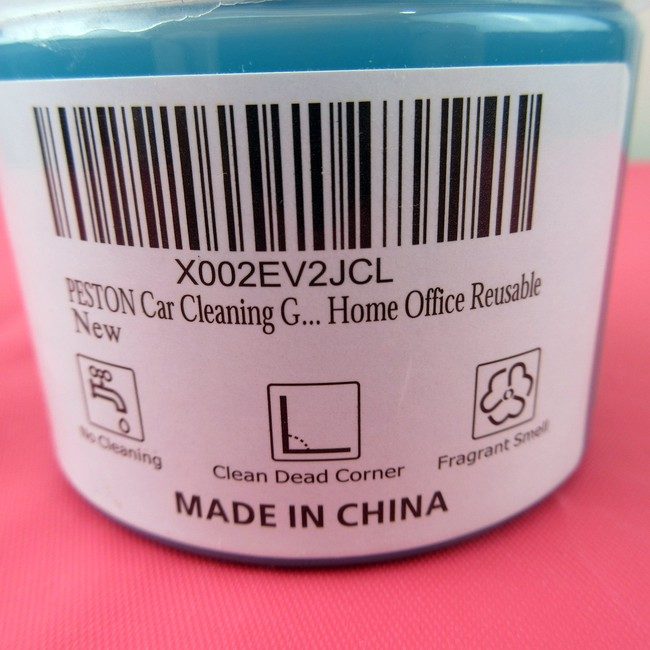 X002EV2JCL
PESTON Car Cleaning G... Home Office Reusable
New
No Cleaning
Clean Dead Corner
Fragrant Smell
MADE IN CHINA